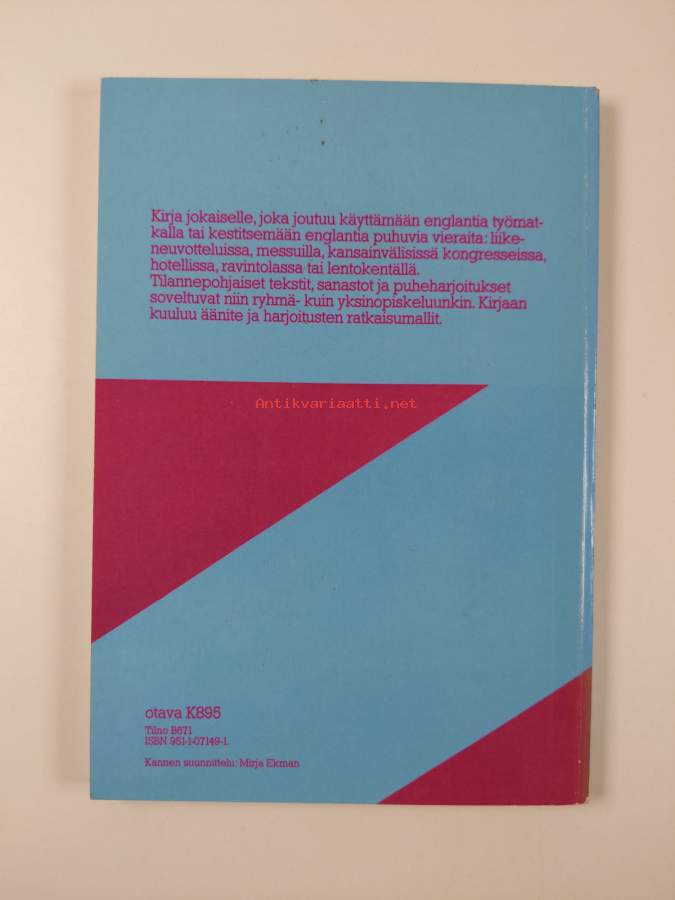 Kirja jokaiselle, joka joutuu käyttämään englantia työmat-
kalla tai kestitsemään englantia puhuvia vieraita: liike-
neuvotteluissa, messuilla, kansainvälisissä kongresseissa,
hotellissa, ravintolassa tai lentokentällä.
Tilannepohjaiset tekstit, sanastot ja puheharjoitukset
soveltuvat niin ryhmä- kuin yksinopiskeluunkin. Kirjaan
kuuluu äänite ja harjoitusten ratkaisumallit.
Antikvariaatti.net
otava K895
Tilno B671
ISBN 951-1-07149-1.
Kannen suunnittelu: Mirja Ekman